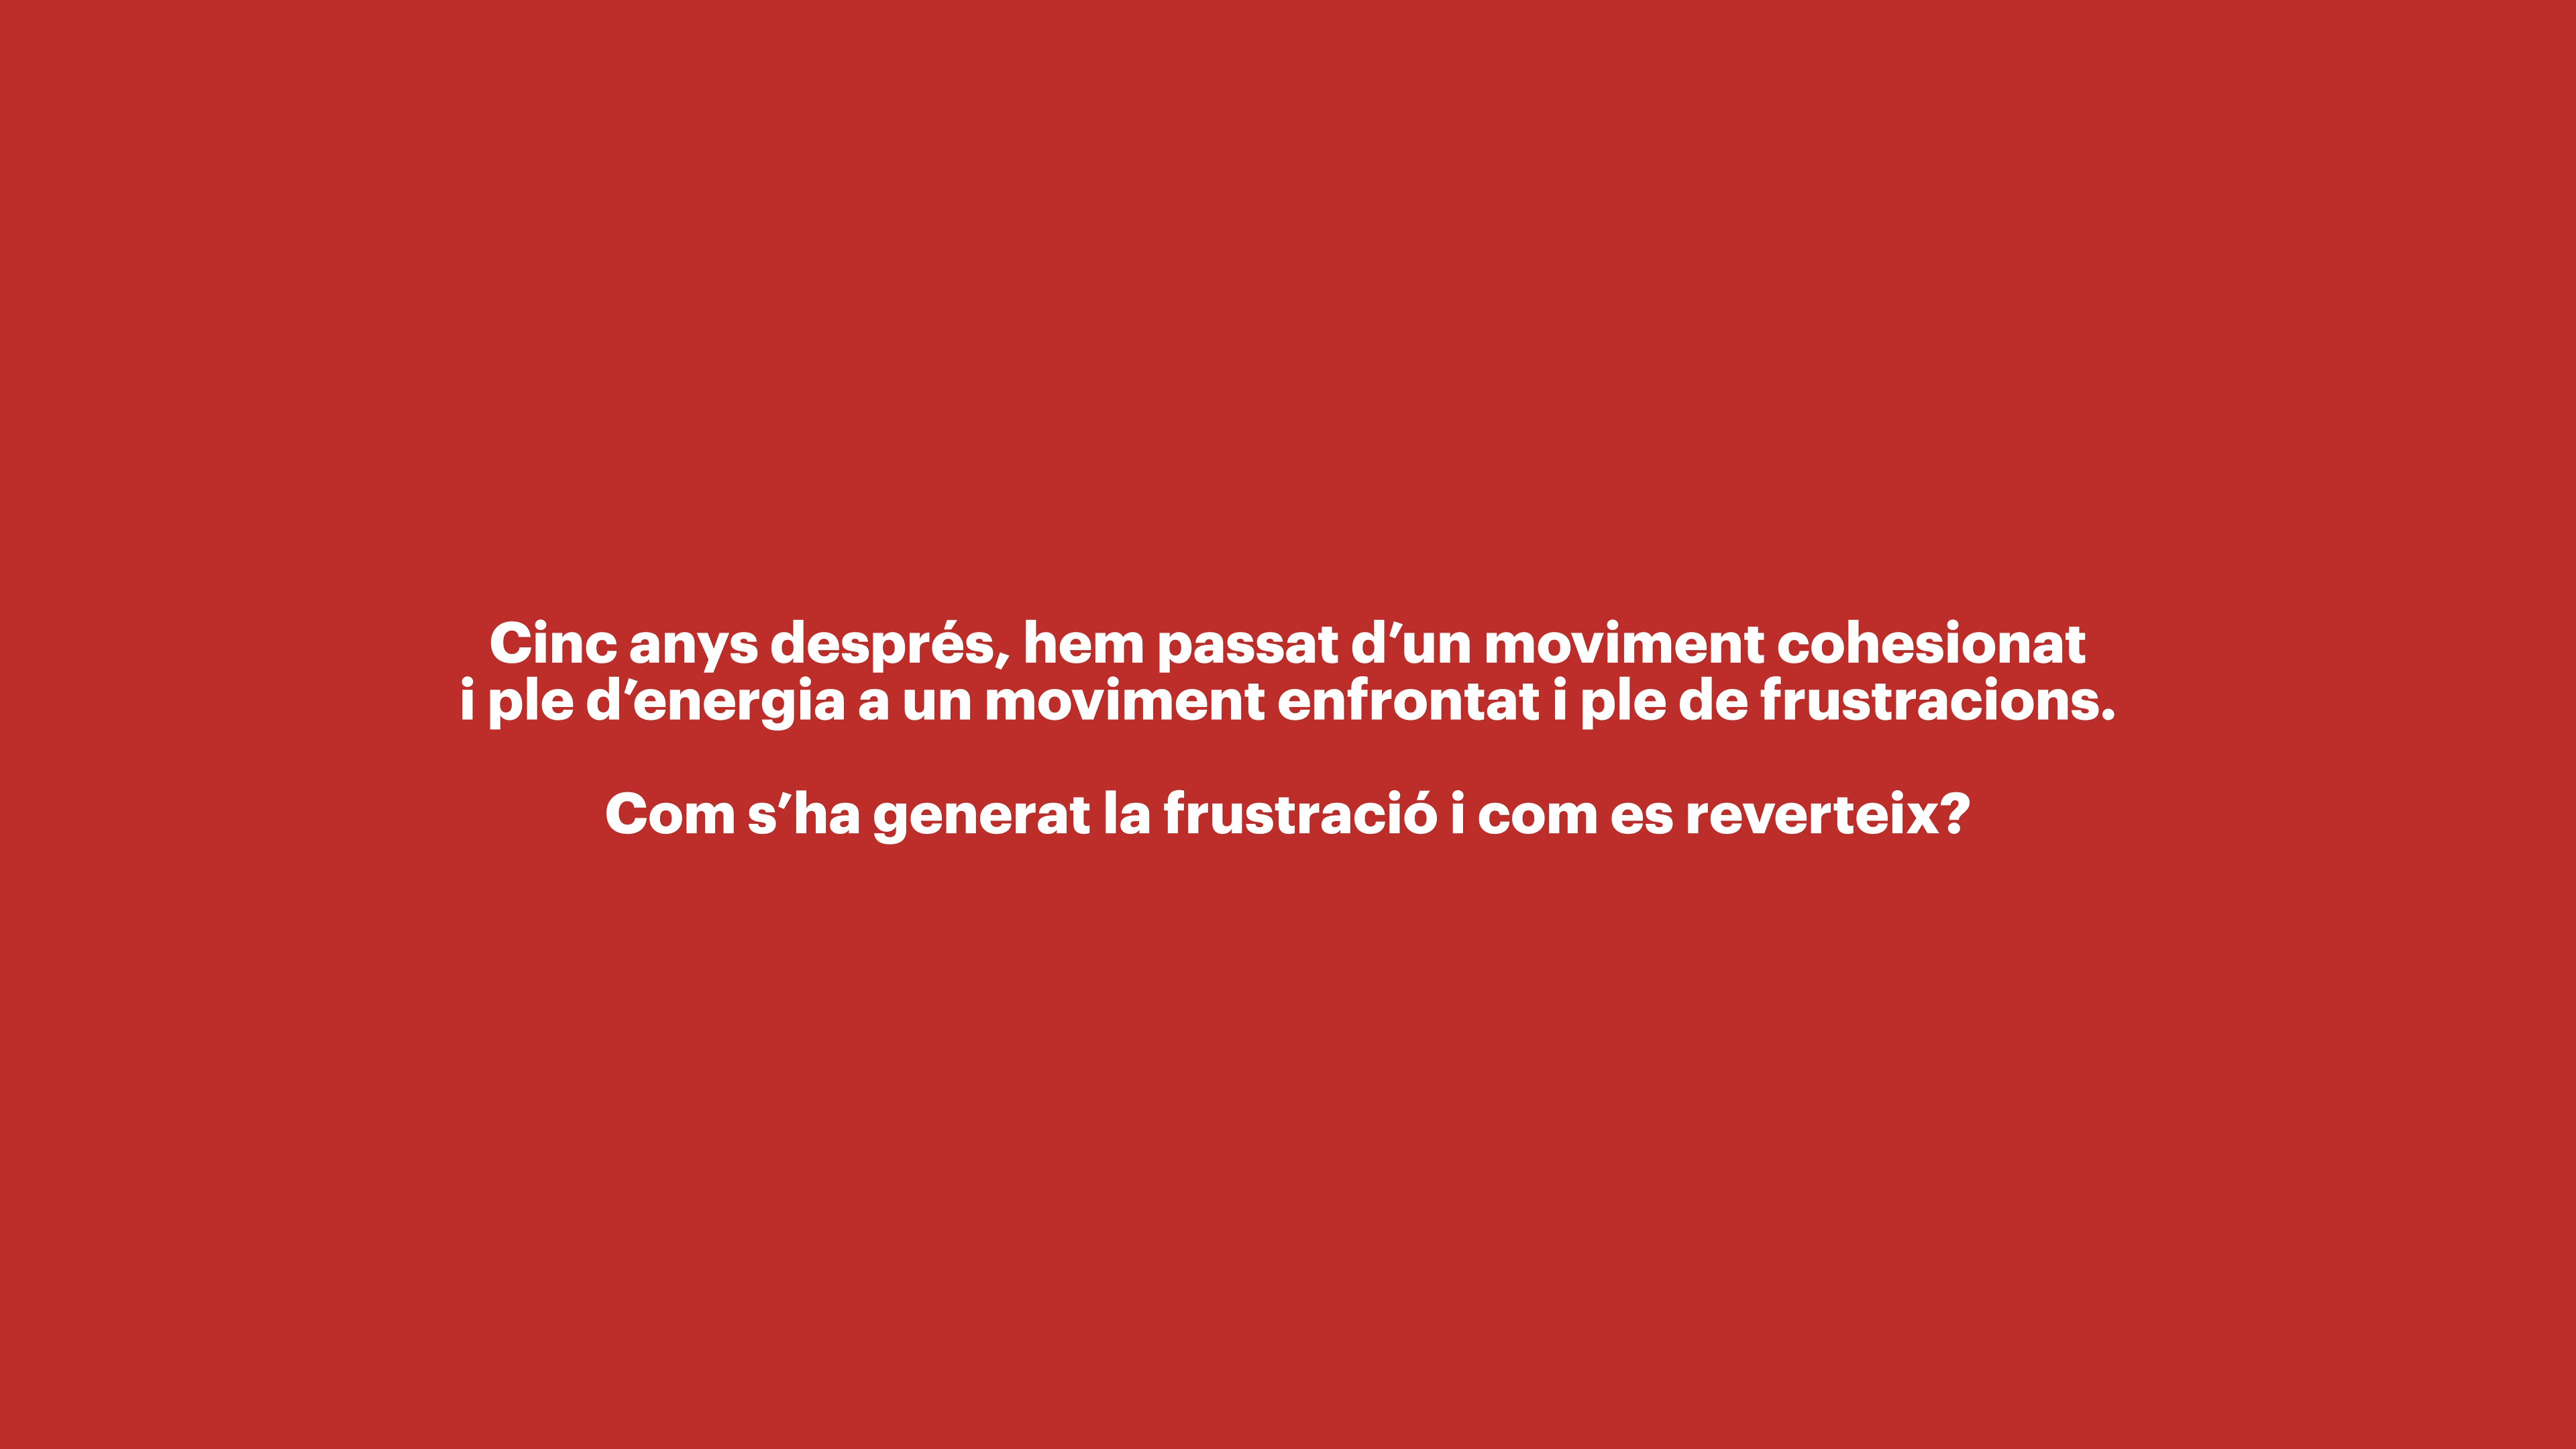 Cinc anys després, hem passat d’un moviment cohesionat
i ple d’energia a un moviment enfrontat i ple de frustracions.
Com s’ha generat la frustració i com es reverteix?